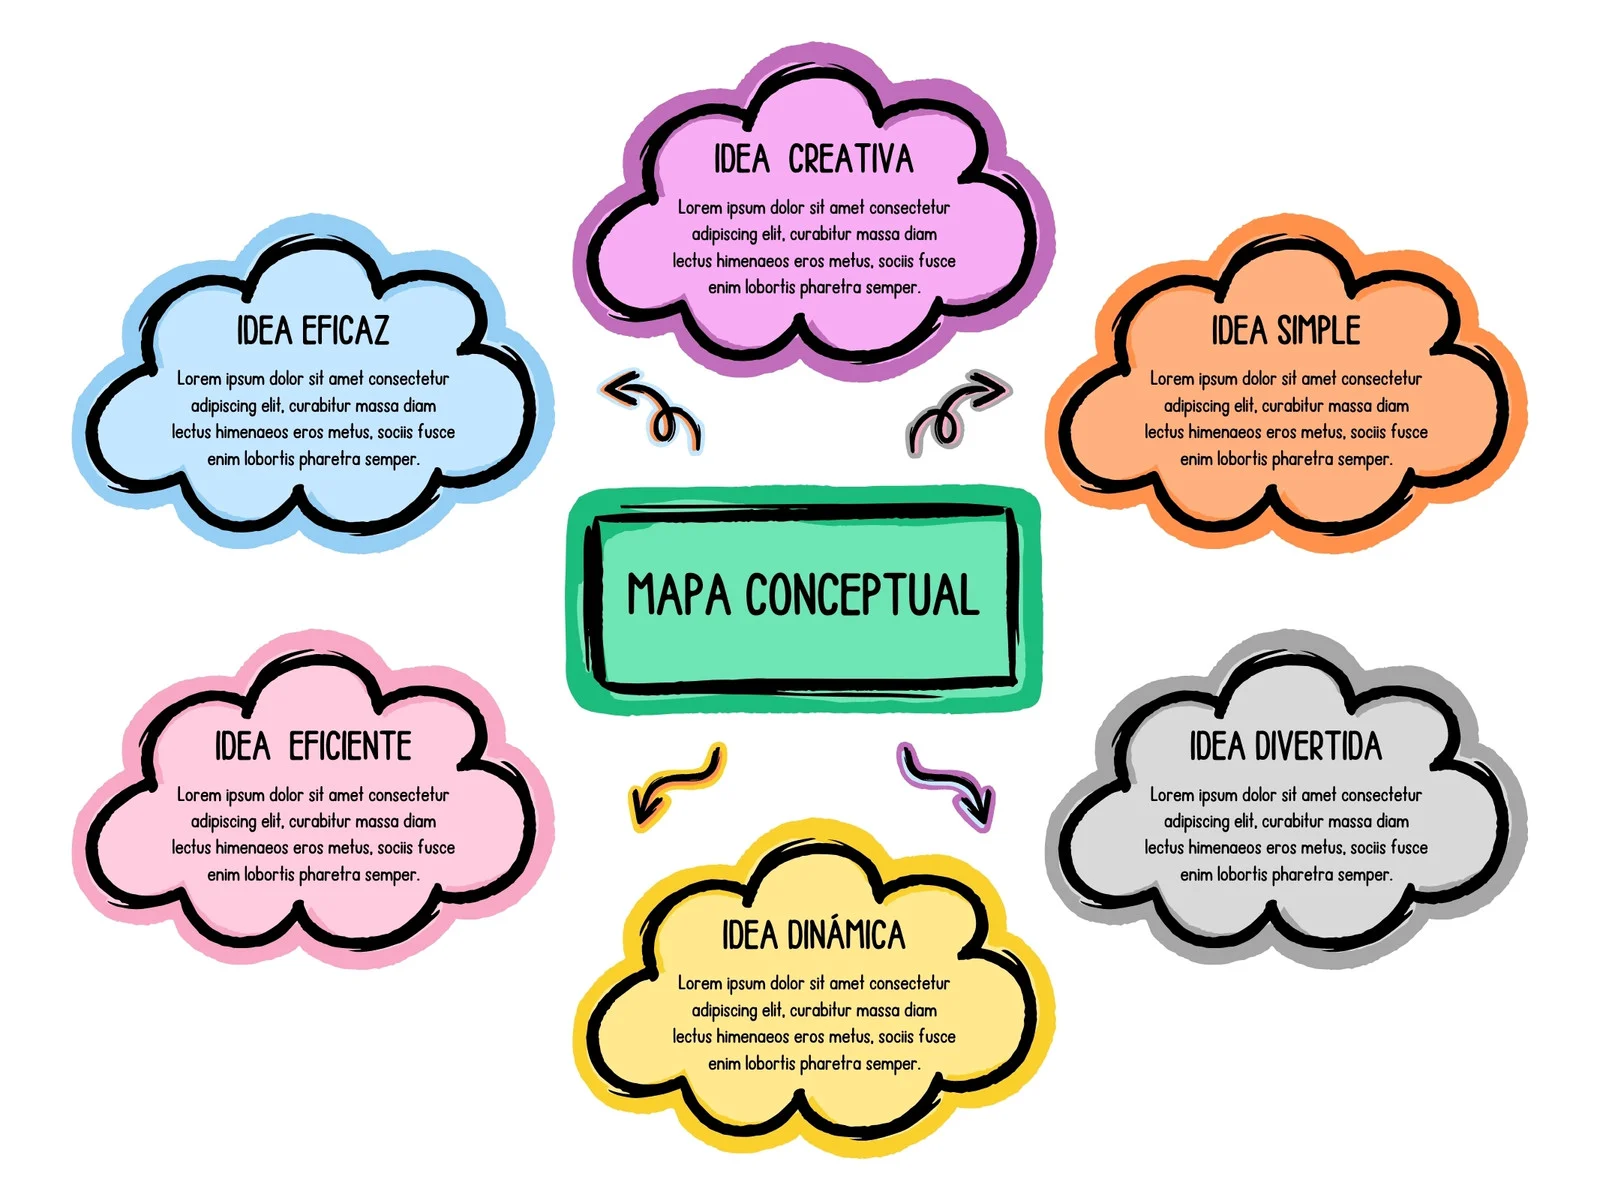 IDEA CREATIVA
Lorem ipsum dolor sit amet consectetur
adipiscing elit, curabitur massa diam
lectus himenaeos eros metus, sociis fusce
enim lobortis pharetra semper.
IDEA EFICAZ
Lorem ipsum dolor sit amet consectetur
adipiscing elit, curabitur massa diam
lectus himenaeos eros metus, sociis fusce
enim lobortis pharetra semper.
IDEA SIMPLE
Lorem ipsum dolor sit amet consectetur
adipiscing elit, curabitur massa diam
lectus himenaeos eros metus, sociis fusce
enim lobortis pharetra semper.
MAPA CONCEPTUAL
IDEA EFICIENTE
Lorem ipsum dolor sit amet consectetur
adipiscing elit, curabitur massa diam
lectus himenaeos eros metus, sociis fusce
enim lobortis pharetra semper.
IDEA DIVERTIDA
Lorem ipsum dolor sit amet consectetur
adipiscing elit, curabitur massa diam
lectus himenaeos eros metus, sociis fusce
enim lobortis pharetra semper.
IDEA DINÁMICA
Lorem ipsum dolor sit amet consectetur
adipiscing elit, curabitur massa diam
lectus himenaeos eros metus, sociis fusce
enim lobortis pharetra semper.